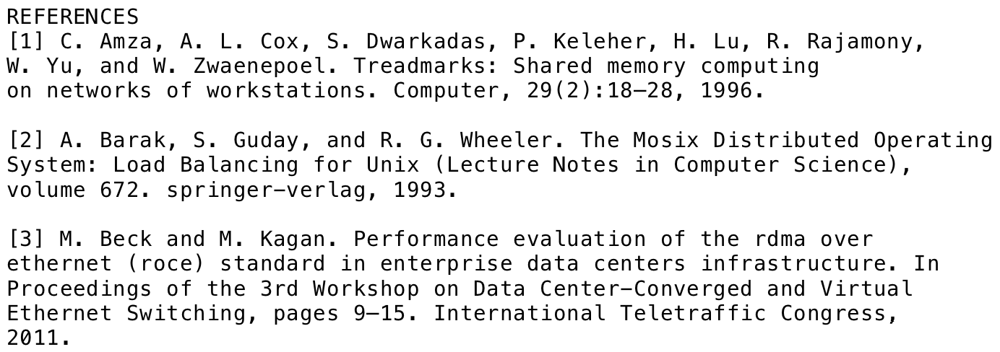 REFERENCES
[1] C. Amza, A. L. Cox, S. Dwarkadas, P. Keleher, H. Lu, R. Rajamony,
W. Yu, and W. Zwaenepoel. Treadmarks: Shared memory computing
on networks of workstations. Computer, 29(2):18–28, 1996.
[2] A. Barak, S. Guday, and R. G. Wheeler. The Mosix Distributed Operating
System: Load Balancing for Unix (Lecture Notes in Computer Science),
volume 672. springer–verlag, 1993.
[3] M. Beck and M. Kagan. Performance evaluation of the rdma over
ethernet (roce) standard in enterprise data centers infrastructure. In
Proceedings of the 3rd Workshop on Data Center–Converged and Virtual
Ethernet Switching, pages 9–15. International Teletraffic Congress,
2011.